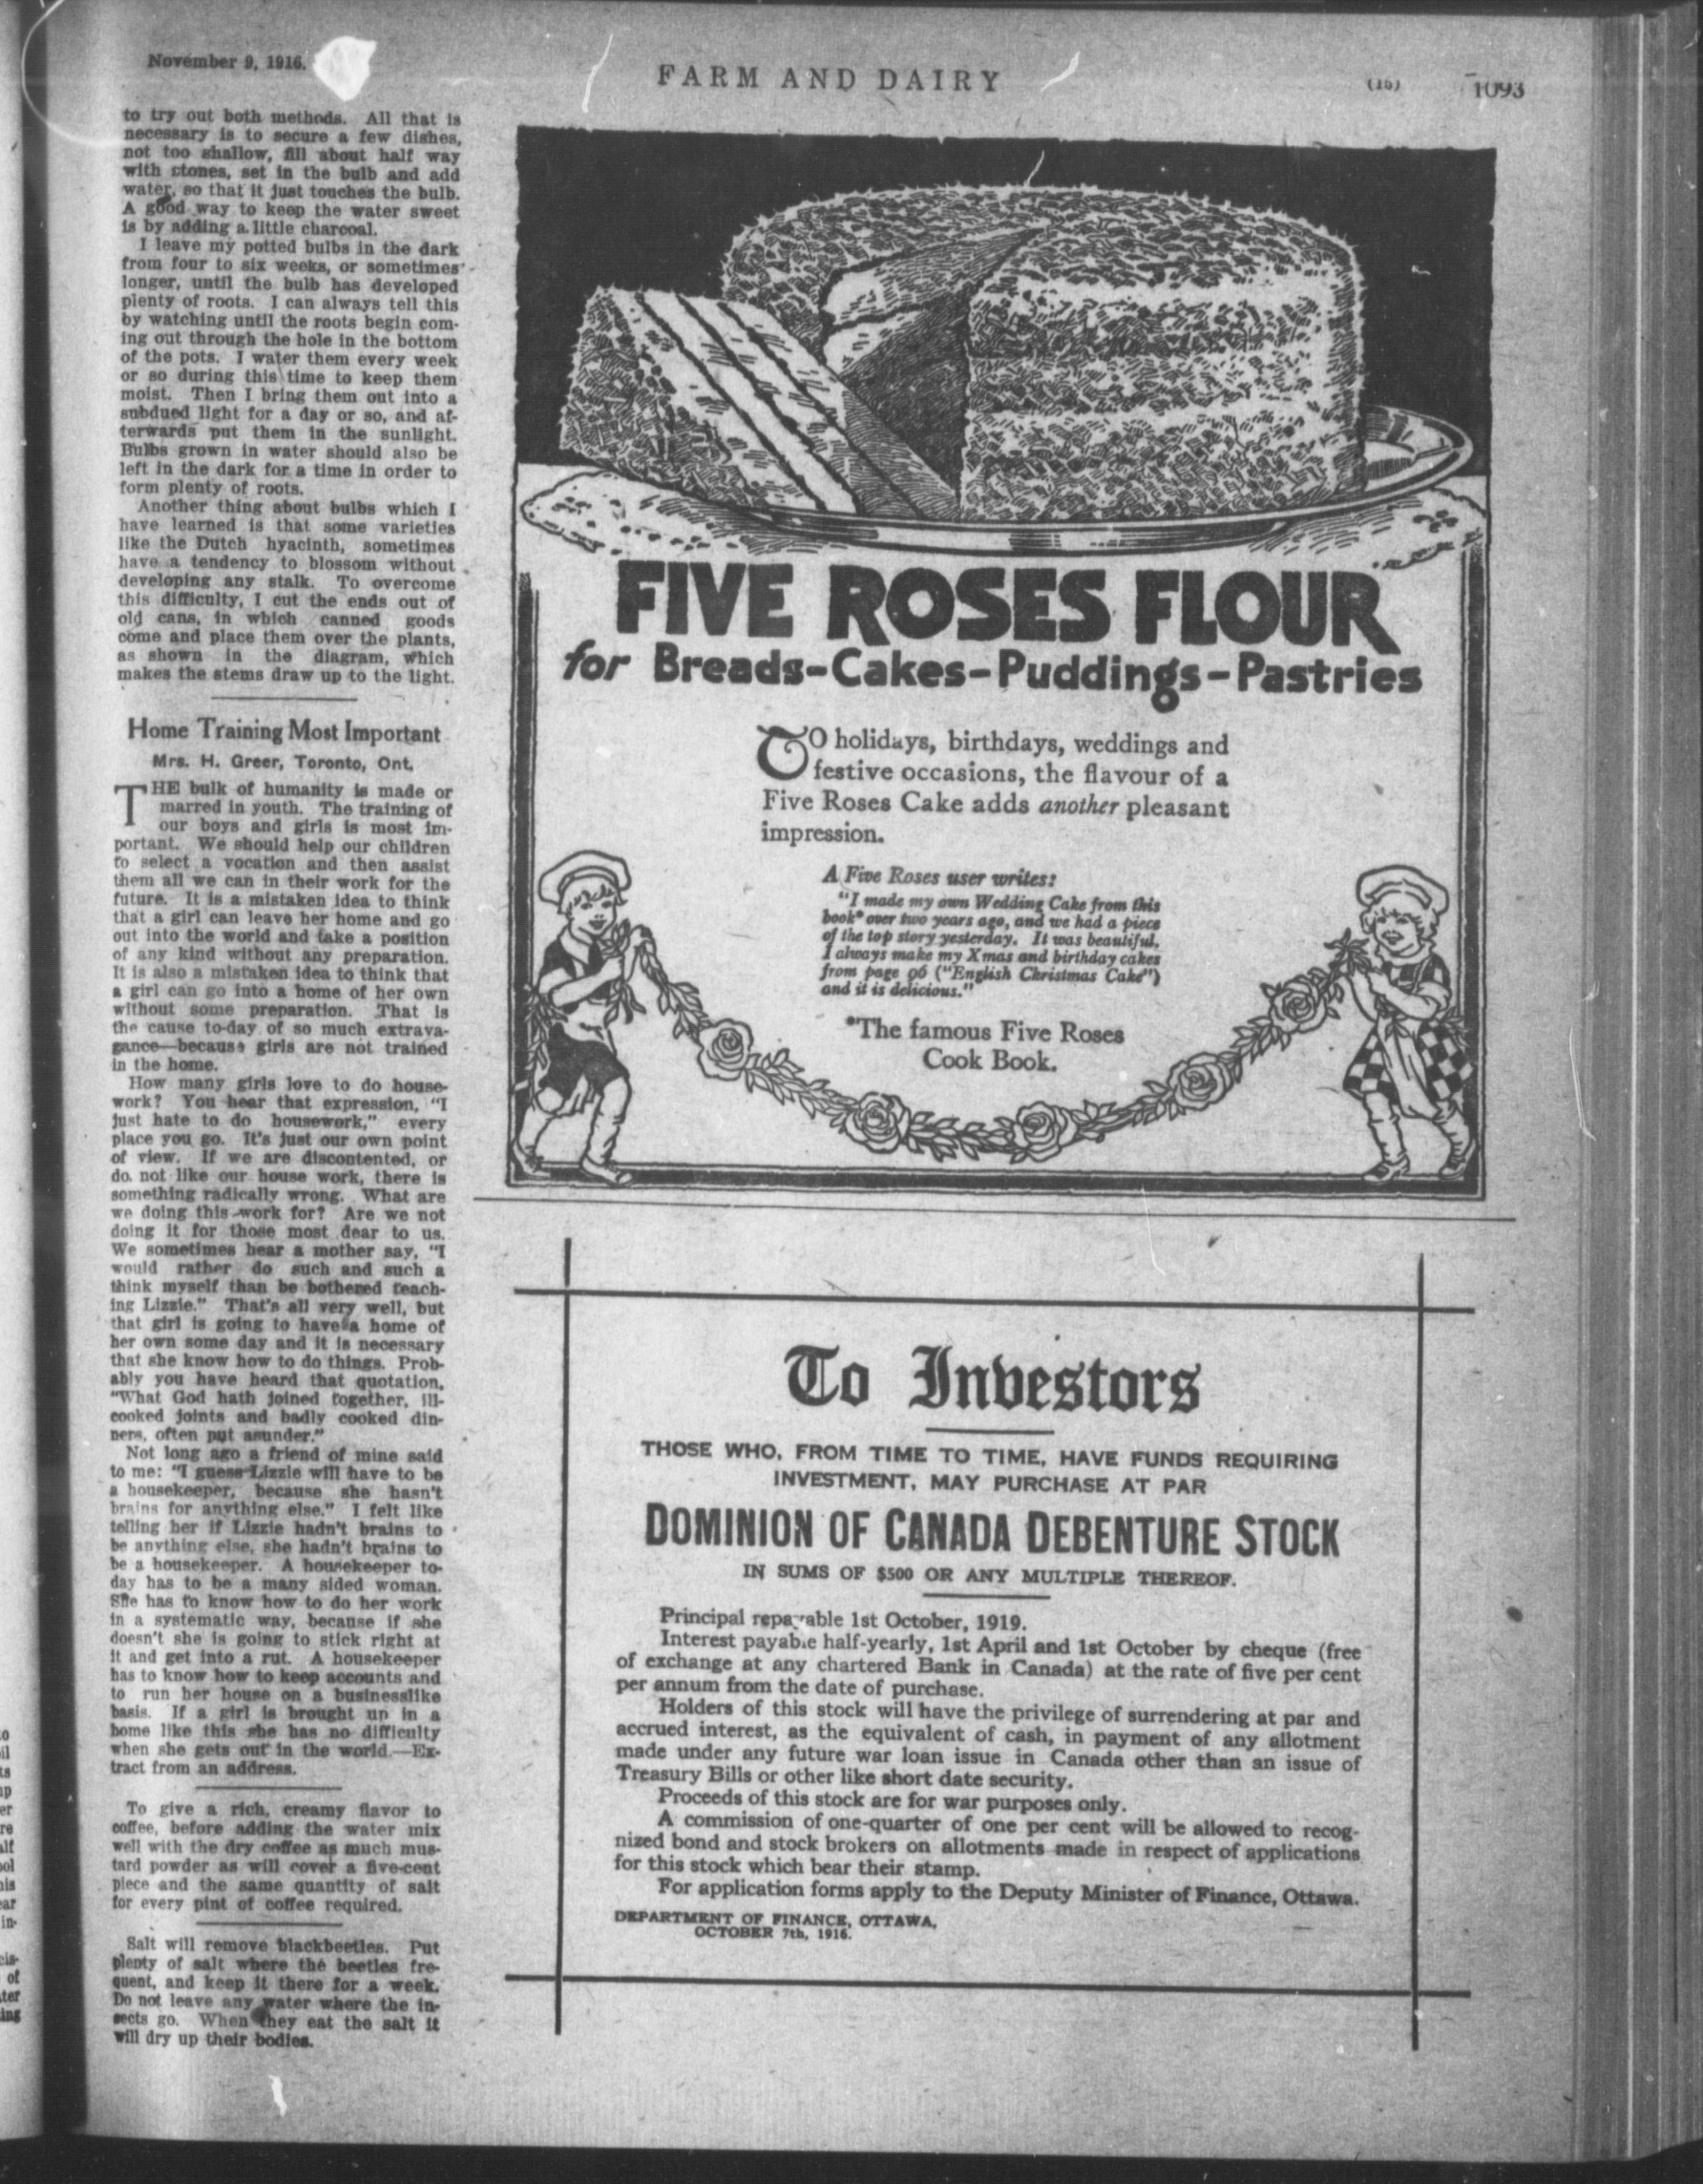 November 9, 1916.
FARM AND DAIRY
(15)
1093
to try out both methods. All that is
necessary is to secure a few dishes,
not too shallow, fill about half way
with stones, set in the bulb and add
water, so that it just touches the bulb.
A good way to keep the water sweet
is by adding a little charcoal.
I leave my potted bulbs in the dark
from four to six weeks, or sometimes
longer, until the bulb has developed
plenty of roots. I can always tell this
by watching until the roots begin com-
ing out through the hole in the bottom
of the pots. I water them every week
or so during this time to keep them
moist. Then I bring them out into a
subdued light for a day or so, and af-
terwards put them in the sunlight.
Bulbs grown in water should also be
left in the dark for a time in order to
form plenty of roots.
Another thing about bulbs which I
have learned is that some varieties
like the Dutch hyacinth, sometimes
have a tendency to blossom without
developing any stalk. To overcome
this difficulty, I cut the ends out of
old cans, in which canned goods
come and place them over the plants,
as shown in the diagram, which
makes the stems draw up to the light.
Home Training Most Important
Mrs. H. Greer, Toronto, Ont.
THE bulk of humanity is made or
marred in youth. The training of
our boys and girls is most im-
portant. We should help our children
to select a vocation and then assist
them all we can in their work for the
future. It is a mistaken idea to think
that a girl can leave her home and go
out into the world and take a position
of any kind without any preparation.
It is also a mistaken idea to think that
a girl can go into a home of her own
without some preparation. That is
the cause to-day of so much extrava-
gance—because girls are not trained
in the home.
How many girls love to do house-
work? You hear that expression, "I
just hate to do housework," every
place you go. It's just our own point
of view. If we are discontented, or
do not like our house work, there is
something radically wrong. What are
we doing this work for? Are we not
doing it for those most dear to us.
We sometimes hear a mother say, "I
would rather do such and such a
think myself than be bothered teach-
ing Lizzie." That's all very well, but
that girl is going to have a home of
her own some day and it is necessary
that she know how to do things. Prob-
ably you have heard that quotation,
"What God hath joined together, ill-
cooked joints and badly cooked din-
ners, often put asunder."
Not long ago a friend of mine said
to me: "I guess Lizzie will have to be
a housekeeper, because she hasn't
brains for anything else." I felt like
telling her if Lizzie hadn't brains to
be anything else, she hadn't brains to
be a housekeeper. A housekeeper to-
day has to be a many sided woman.
She has to know how to do her work
in a systematic way, because if she
doesn't she is going to stick right at
it and get into a rut. A housekeeper
has to know how to keep accounts and
to run her house on a businesslike
basis. If a girl is brought up in a
home like this she has no difficulty
when she gets out in the world.—Ex-
tract from an address.
To give a rich, creamy flavor to
coffee, before adding the water mix
well with the dry coffee as much mus-
tard powder as will cover a five-cent
piece and the same quantity of salt
for every pint of coffee required.
Salt will remove blackbeetles. Put
plenty of salt where the beetles fre-
quent, and keep it there for a week.
Do not leave any water where the in-
sects go. When they eat the salt it
will dry up their bodies.
FIVE ROSES FLOUR
for Breads-Cakes-Puddings-Pastries
TO holidays, birthdays, weddings and
festive occasions, the flavour of a
Five Roses Cake adds another pleasant
impression.
A Five Roses user writes:
"I made my own Wedding Cake from this
book* over two years ago, and we had a piece
of the top story yesterday. It was beautiful.
I always make my Xmas and birthday cakes
from page 96 ("English Christmas Cake")
and it is delicious."
*The famous Five Roses
Cook Book.
To Investors
THOSE WHO, FROM TIME TO TIME, HAVE FUNDS REQUIRING
INVESTMENT, MAY PURCHASE AT PAR
DOMINION OF CANADA DEBENTURE STOCK
IN SUMS OF $500 OR ANY MULTIPLE THEREOF.
Principal repayable 1st October, 1919.
Interest payable half-yearly, 1st April and 1st October by cheque (free
of exchange at any chartered Bank in Canada) at the rate of five per cent
per annum from the date of purchase.
Holders of this stock will have the privilege of surrendering at par and
accrued interest, as the equivalent of cash, in payment of any allotment
made under any future war loan issue in Canada other than an issue of
Treasury Bills or other like short date security.
Proceeds of this stock are for war purposes only.
A commission of one-quarter of one per cent will be allowed to recog-
nized bond and stock brokers on allotments made in respect of applications
for this stock which bear their stamp.
For application forms apply to the Deputy Minister of Finance, Ottawa.
DEPARTMENT OF FINANCE, OTTAWA,
OCTOBER 7th, 1916.